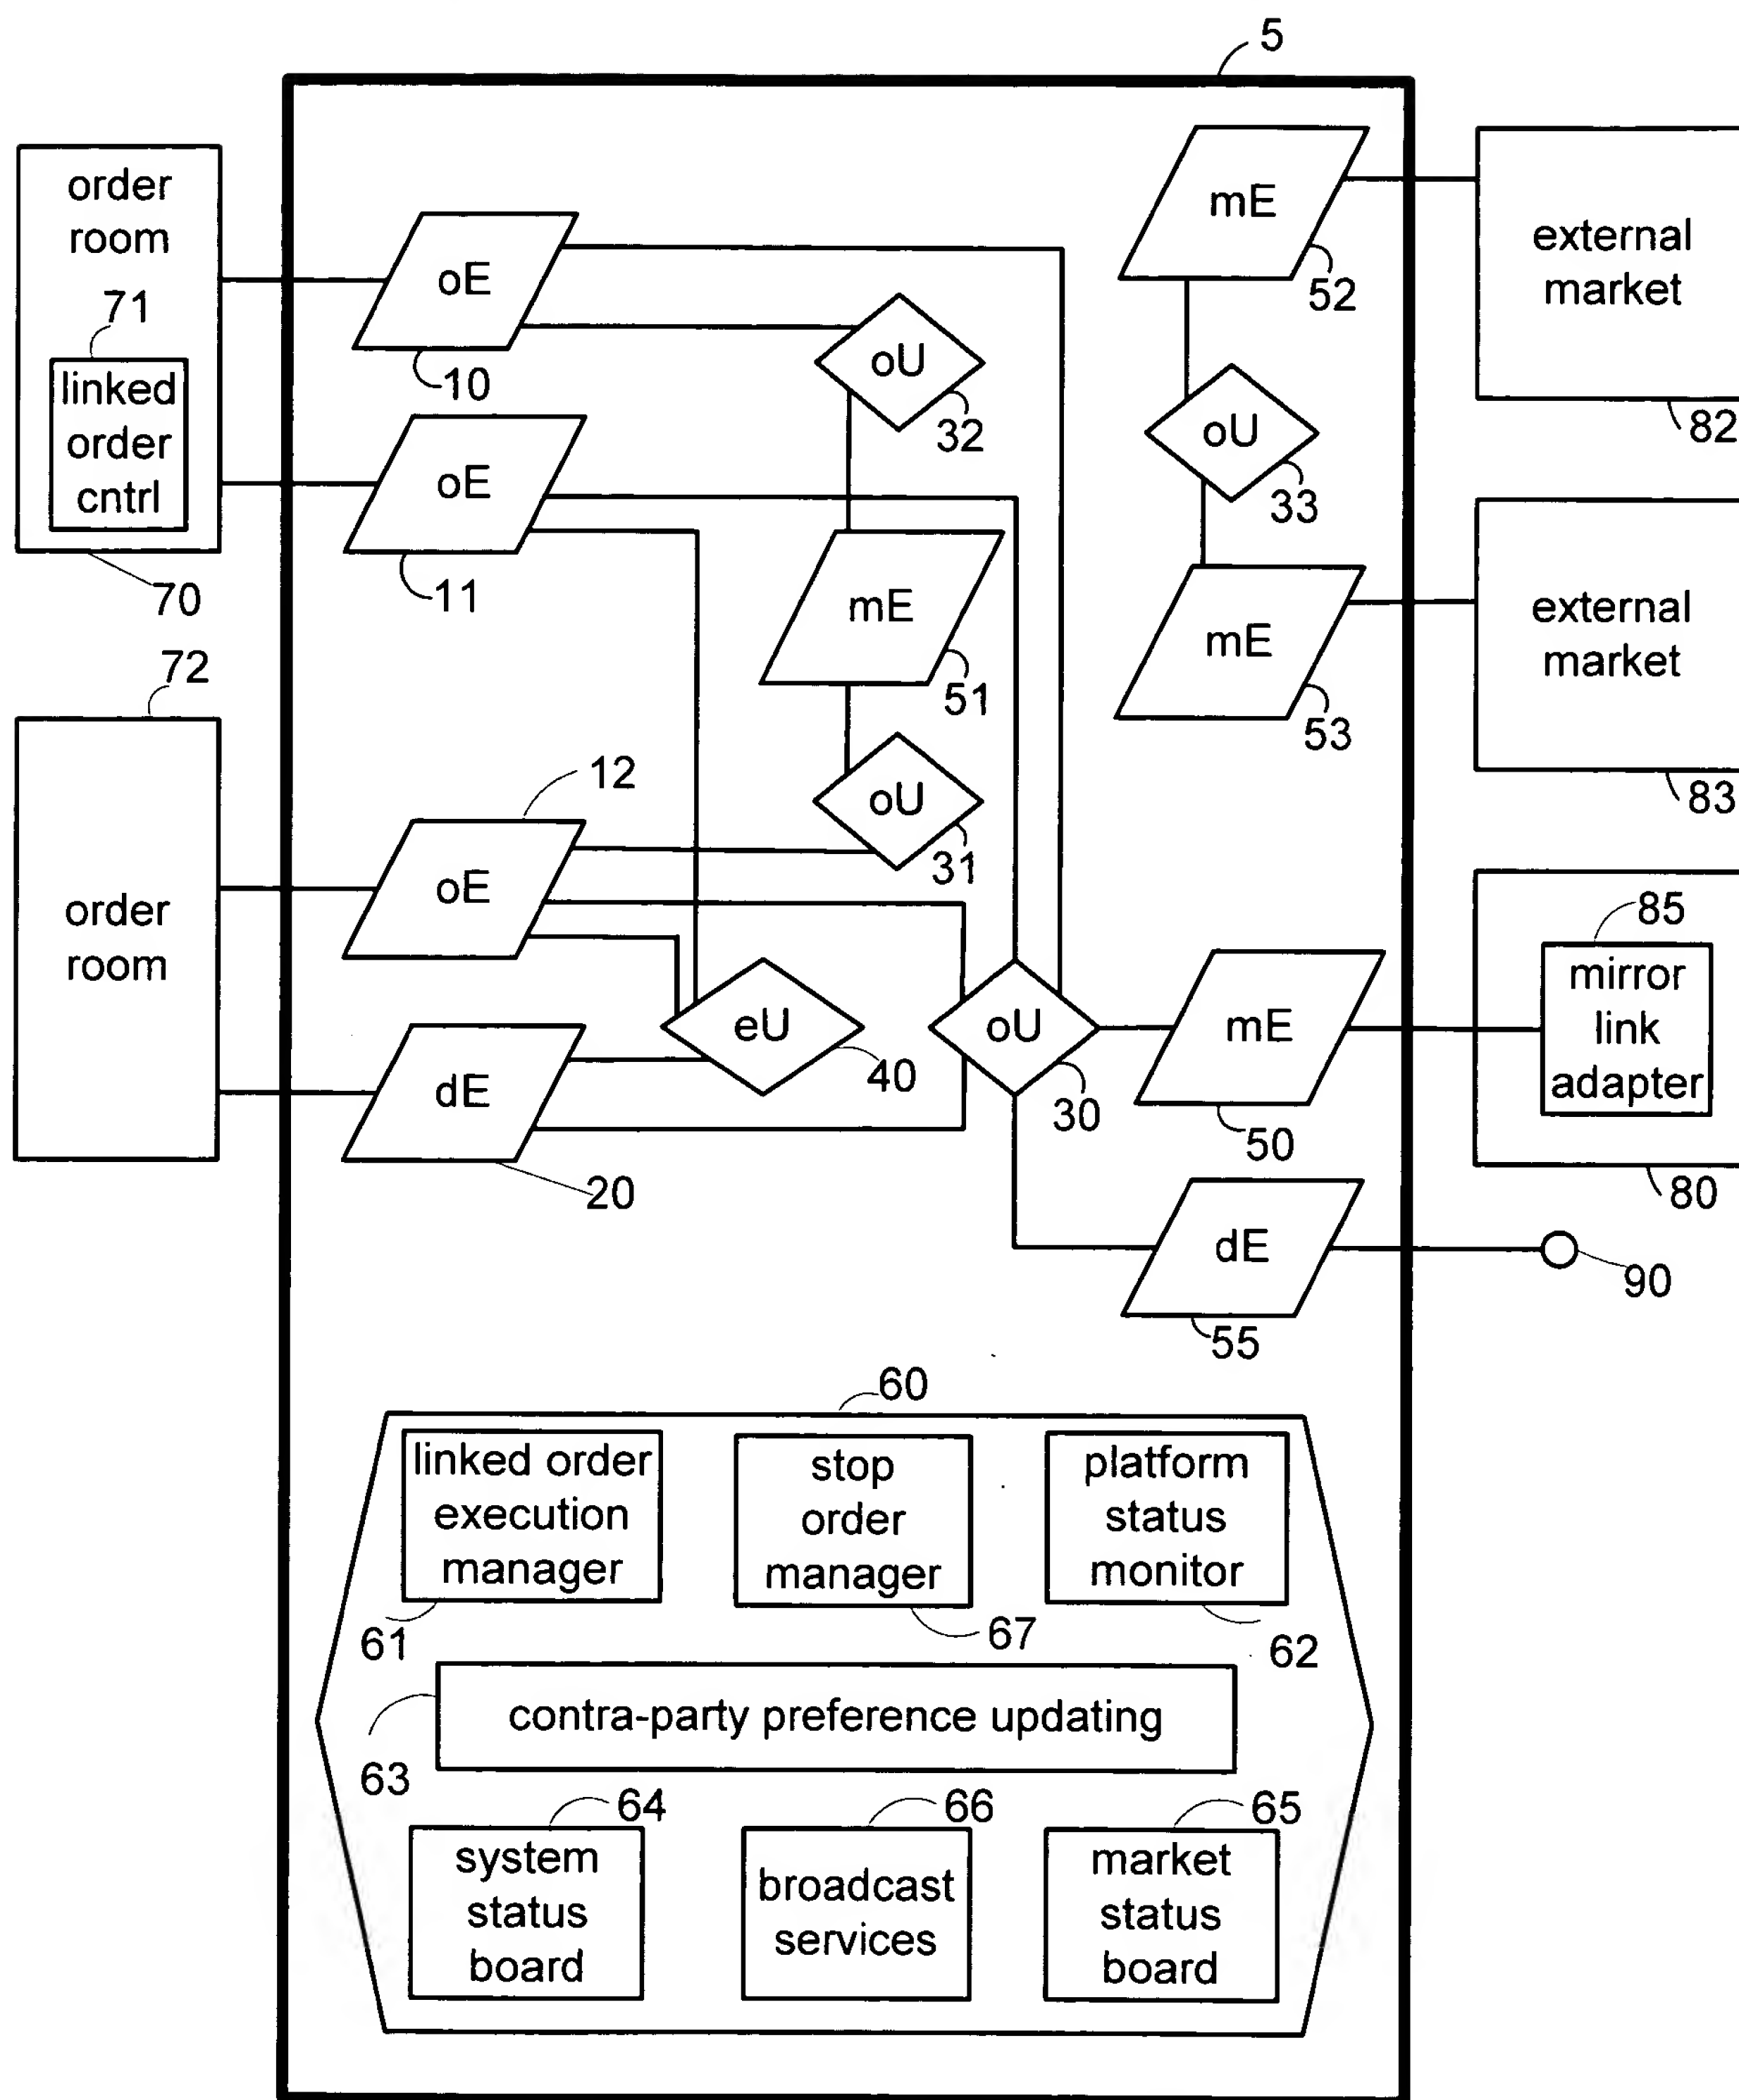 5
order
room
71
linked
order
cntrl
70
oE
10
oE
11
oU
32
mE
51
oU
31
mE
52
oU
33
mE
53
external
market
82
external
market
83
72
order
room
12
oE
dE
20
eU
40
oU
30
mE
50
85
mirror
link
adapter
80
dE
55
90
60
linked order
execution
manager
61
stop
order
manager
67
platform
status
monitor
62
contra-party preference updating
63
64
system
status
board
66
broadcast
services
65
market
status
board